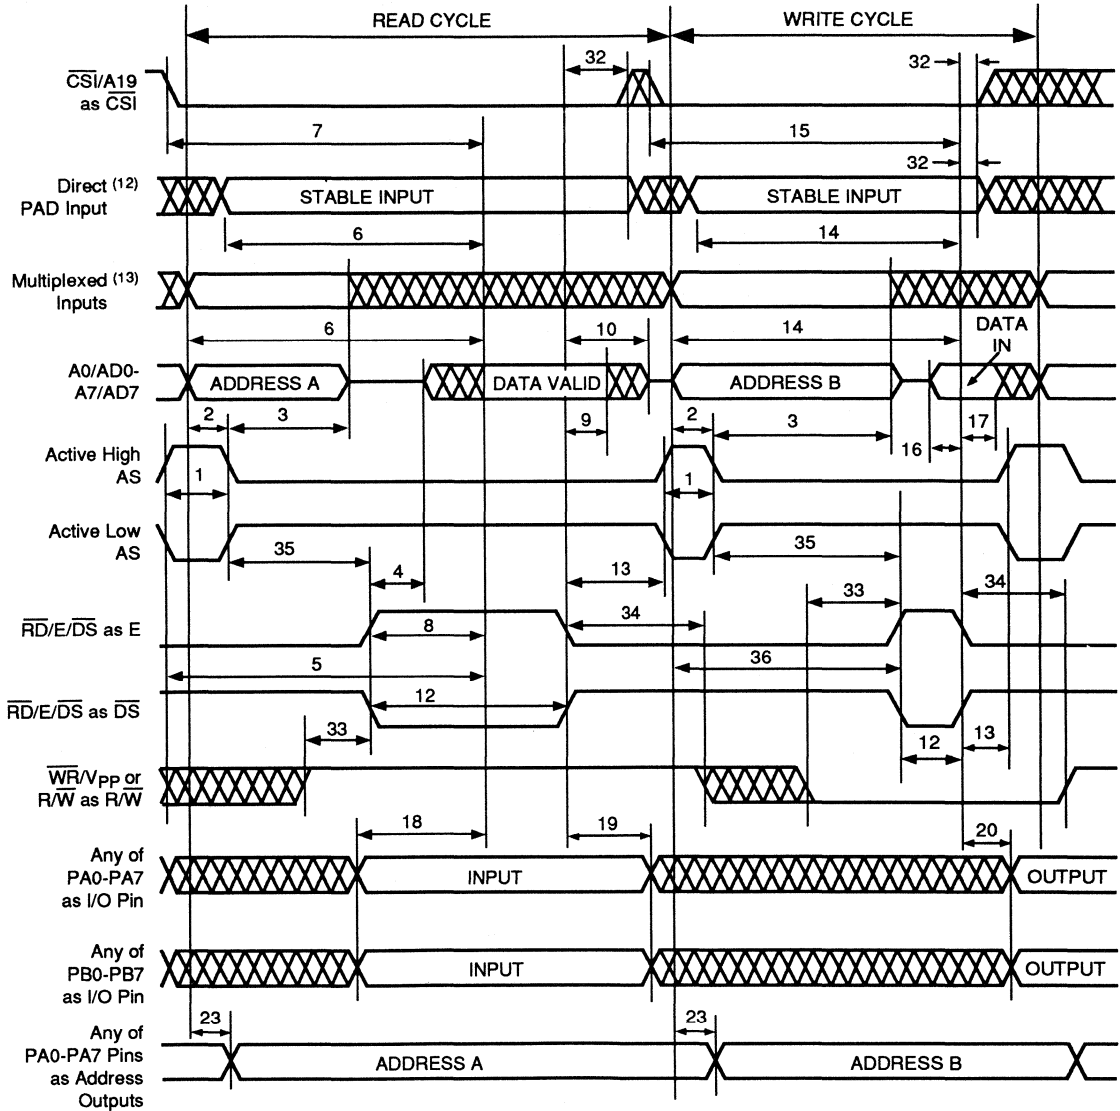 READ CYCLE
WRITE CYCLE
CSI/A19
as CSI
32
32
7
15
Direct (12)
PAD Input
STABLE INPUT
STABLE INPUT
32
6
14
Multiplexed (13)
Inputs
6
10
14
DATA
IN
A0/AD0-
A7/AD7
ADDRESS A
DATA VALID
ADDRESS B
2
3
9
2
3
16
17
Active High
AS
1
1
Active Low
AS
35
4
13
35
33
34
RD/E/DS as E
8
34
5
36
RD/E/DS as DS
12
33
12
13
WR/VPP or
R/W as R/W
18
19
20
Any of
PA0-PA7
as I/O Pin
INPUT
OUTPUT
Any of
PB0-PB7
as I/O Pin
INPUT
OUTPUT
23
23
Any of
PA0-PA7 Pins
as Address
Outputs
ADDRESS A
ADDRESS B